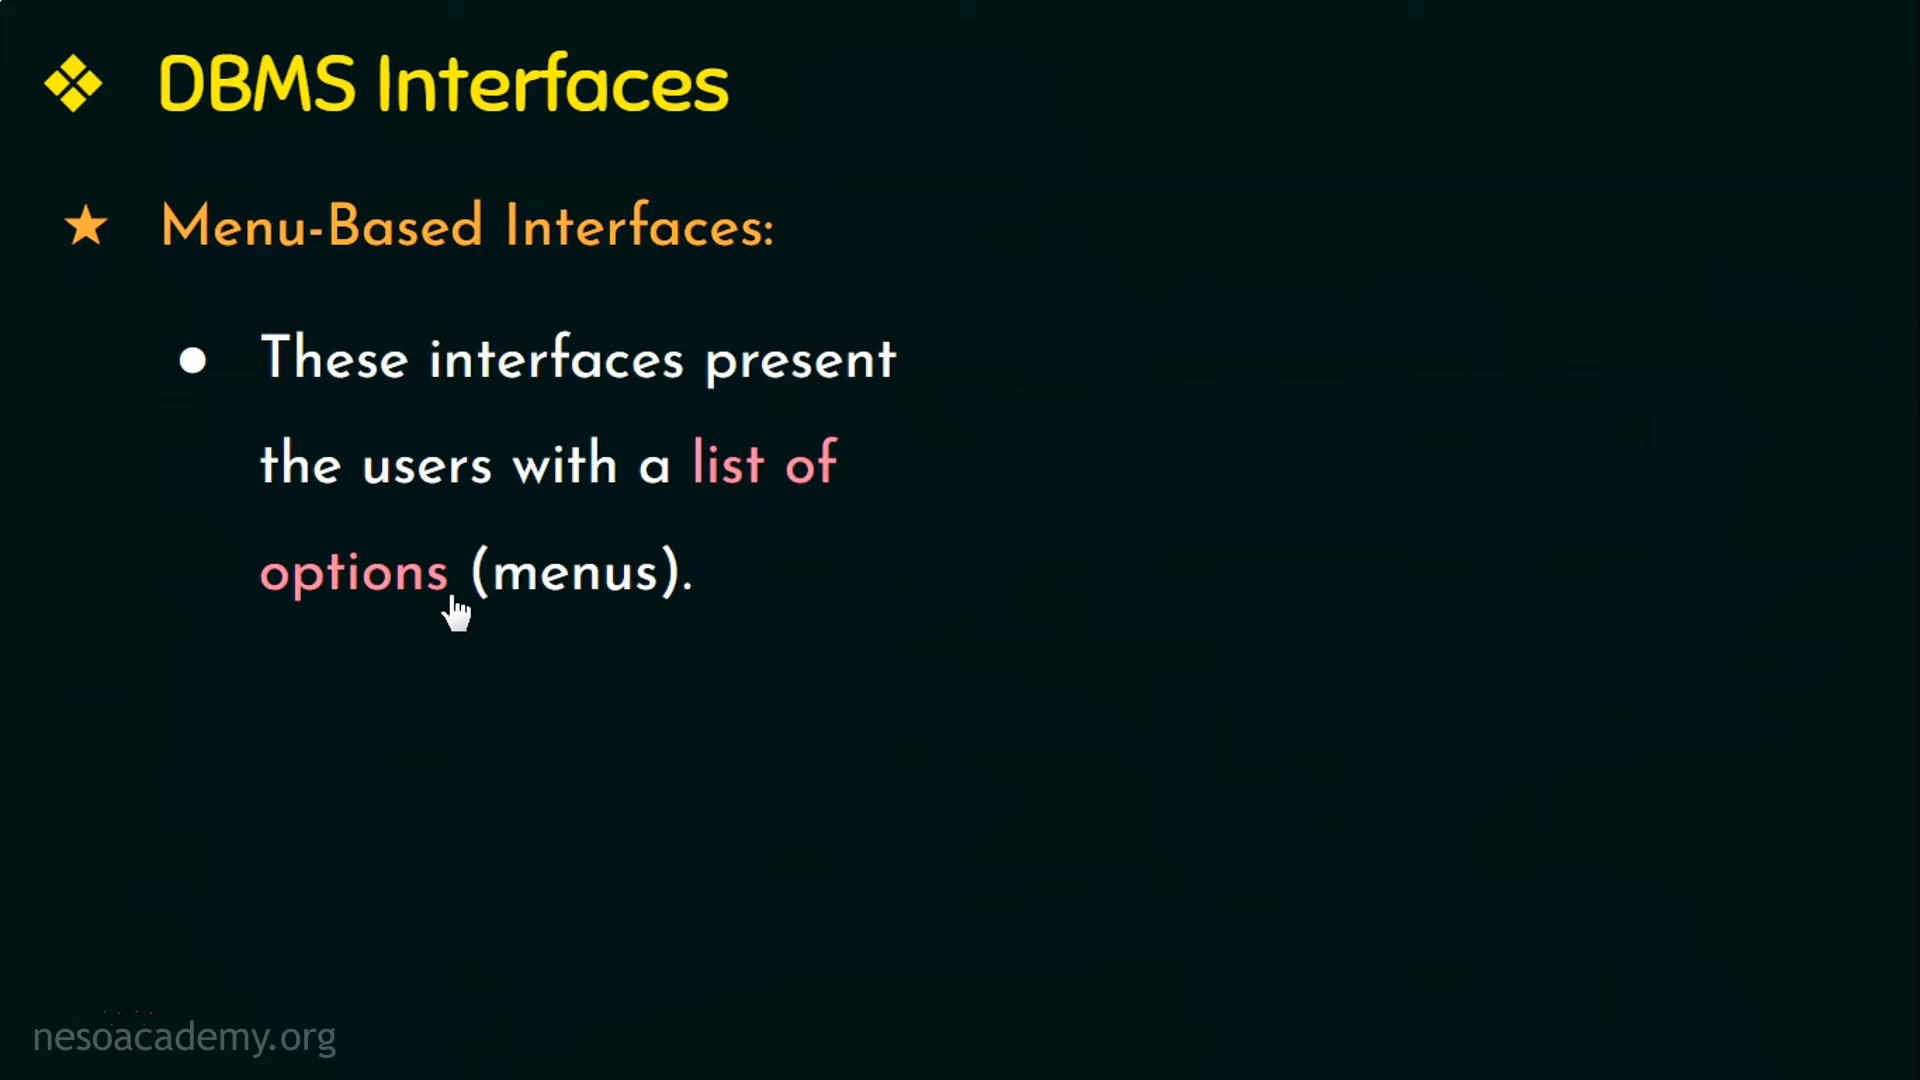 DBMS Interfaces
Menu-Based Interfaces:
These interfaces present
the users with a list of
options (menus).
nesoacademy.org